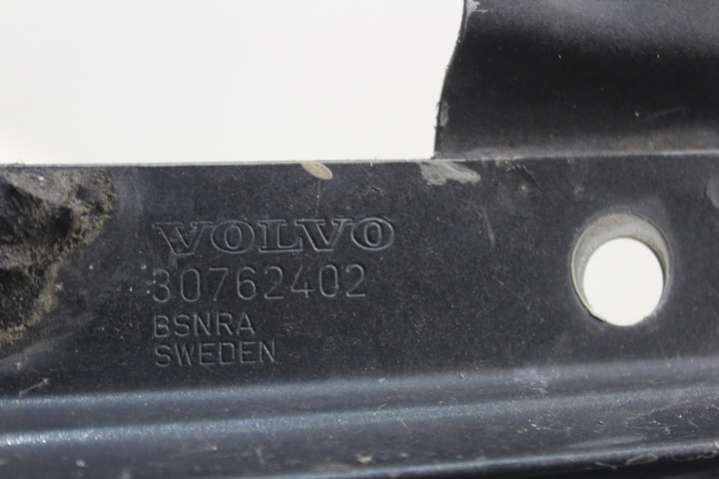 VOLVO
30762402
BSNRA
SWEDEN